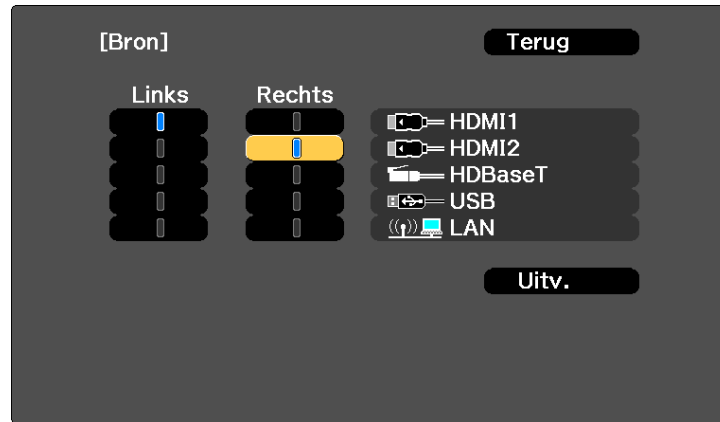 [Bron] Terug
Links Rechts
HDMI1
HDMI2
HDBaseT
USB
LAN
Uitv.